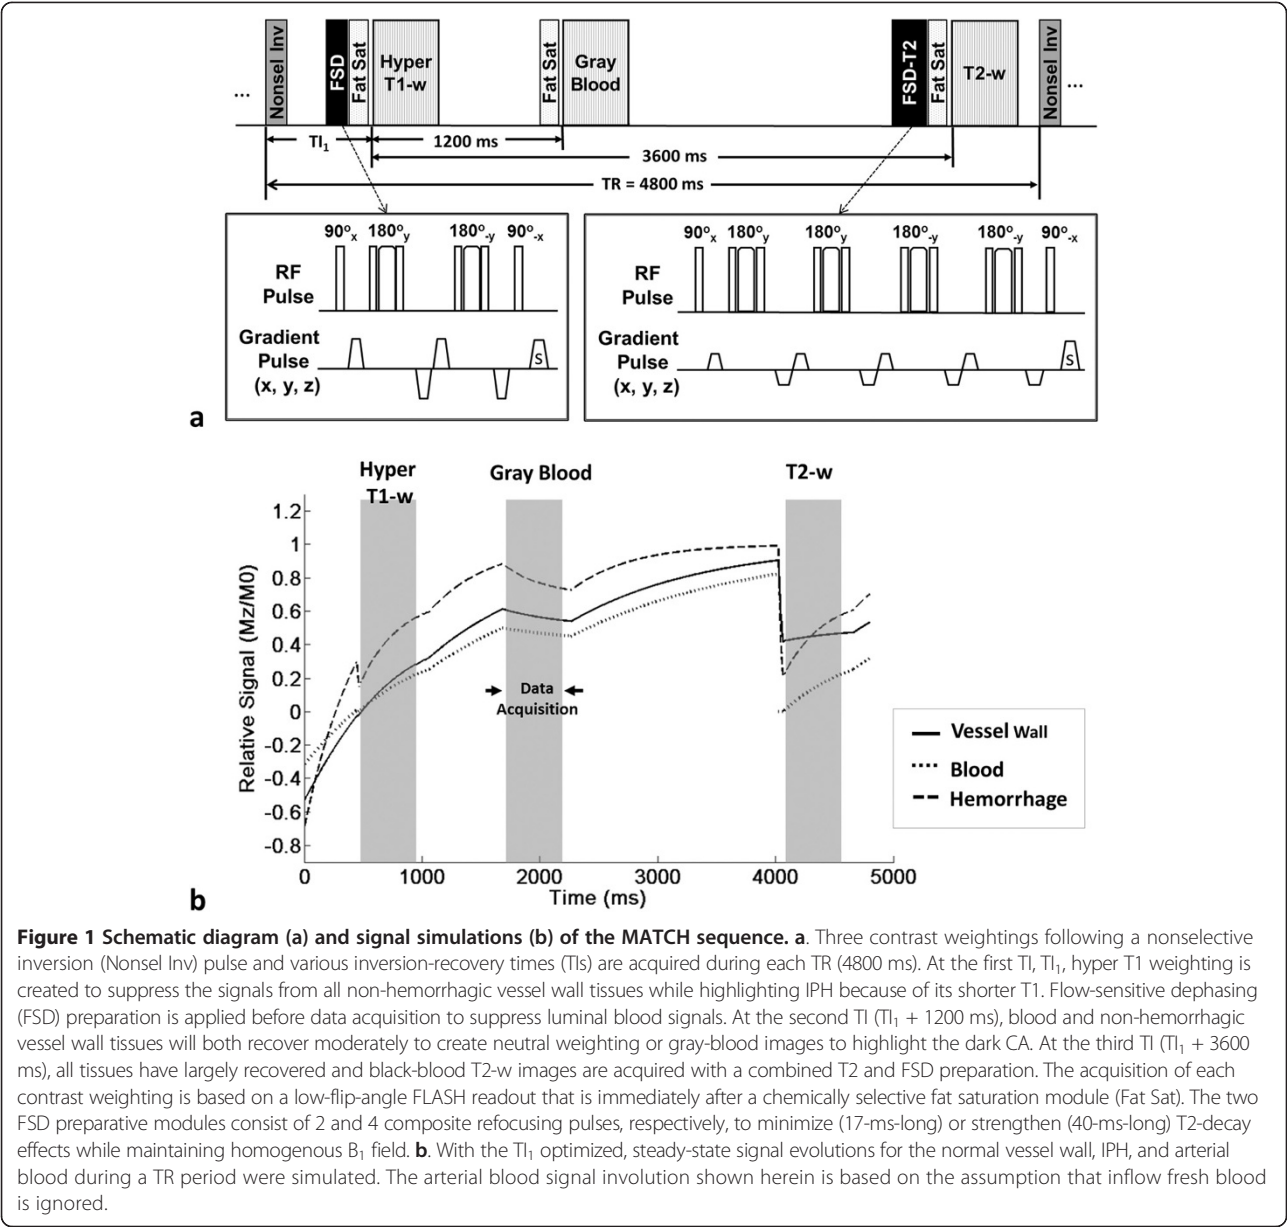 Nonsel Inv
FSD
Fat Sat
Hyper
T1-w
Fat Sat
Gray
Blood
FSD-T2
Fat Sat
T2-w
Nonsel Inv
...
...
TI1
1200 ms
3600 ms
TR = 4800 ms
90ox 180oy 180o-y 90o-x
RF
Pulse
Gradient
Pulse
(x, y, z)
S
90ox 180oy 180oy 180o-y 180o-y 90o-x
RF
Pulse
Gradient
Pulse
(x, y, z)
S
a
Hyper
T1-w
Gray Blood
T2-w
Relative Signal (Mz/M0)
1.2
1
0.8
0.6
0.4
0.2
0
-0.2
-0.4
-0.6
-0.8
Data
Acquisition
Vessel Wall
Blood
Hemorrhage
0 1000 2000 3000 4000 5000
Time (ms)
b
Figure 1 Schematic diagram (a) and signal simulations (b) of the MATCH sequence. a. Three contrast weightings following a nonselective
inversion (Nonsel Inv) pulse and various inversion-recovery times (TIs) are acquired during each TR (4800 ms). At the first TI, TI1, hyper T1 weighting is
created to suppress the signals from all non-hemorrhagic vessel wall tissues while highlighting IPH because of its shorter T1. Flow-sensitive dephasing
(FSD) preparation is applied before data acquisition to suppress luminal blood signals. At the second TI (TI1 + 1200 ms), blood and non-hemorrhagic
vessel wall tissues will both recover moderately to create neutral weighting or gray-blood images to highlight the dark CA. At the third TI (TI1 + 3600
ms), all tissues have largely recovered and black-blood T2-w images are acquired with a combined T2 and FSD preparation. The acquisition of each
contrast weighting is based on a low-flip-angle FLASH readout that is immediately after a chemically selective fat saturation module (Fat Sat). The two
FSD preparative modules consist of 2 and 4 composite refocusing pulses, respectively, to minimize (17-ms-long) or strengthen (40-ms-long) T2-decay
effects while maintaining homogenous B1 field. b. With the TI1 optimized, steady-state signal evolutions for the normal vessel wall, IPH, and arterial
blood during a TR period were simulated. The arterial blood signal involution shown herein is based on the assumption that inflow fresh blood
is ignored.